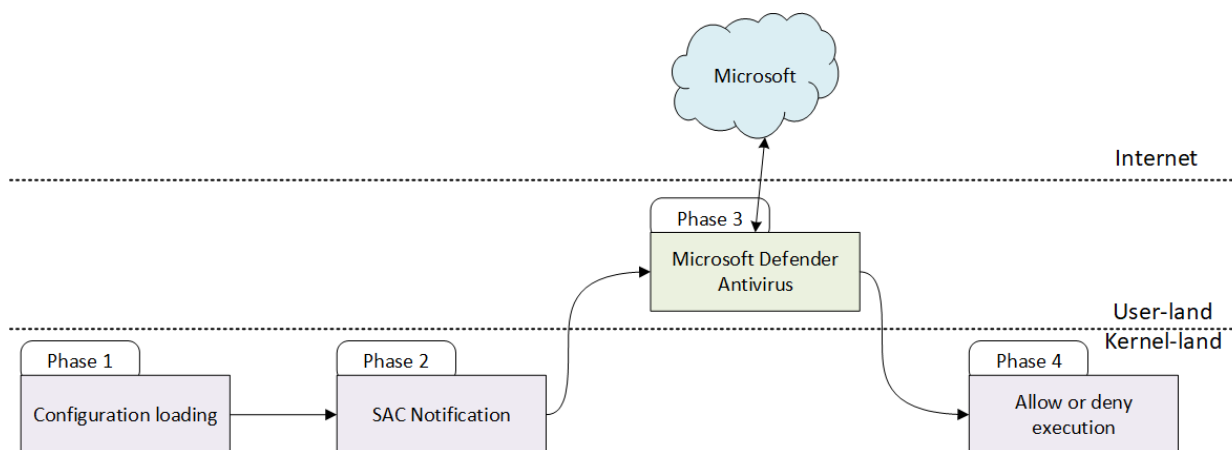 Microsoft
Internet
Phase 3
Microsoft Defender
Antivirus
User-land
Kernel-land
Phase 1
Configuration loading
Phase 2
SAC Notification
Phase 4
Allow or deny
execution